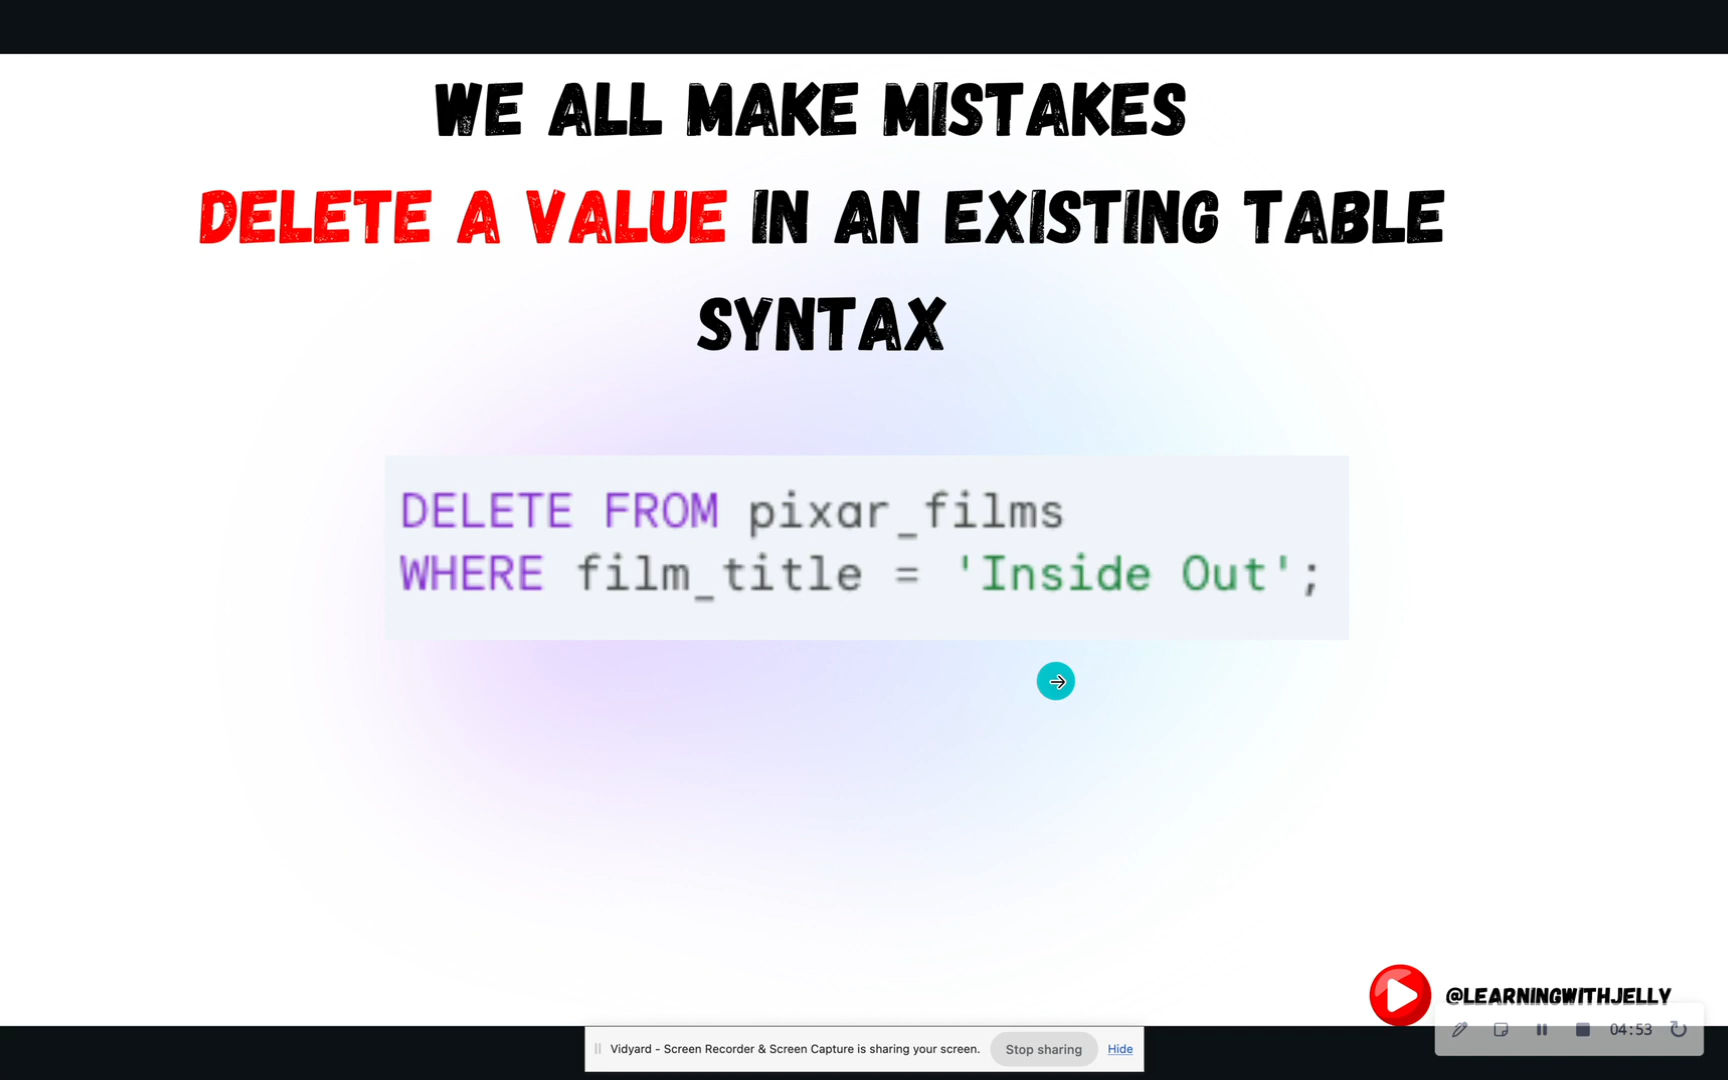 WE ALL MAKE MISTAKES
DELETE A VALUE IN AN EXISTING TABLE
SYNTAX
DELETE FROM pixar_films
WHERE film_title = 'Inside Out';
@LEARNINGWITHJELLY
04:53
Vidyard - Screen Recorder & Screen Capture is sharing your screen.
Stop sharing
Hide